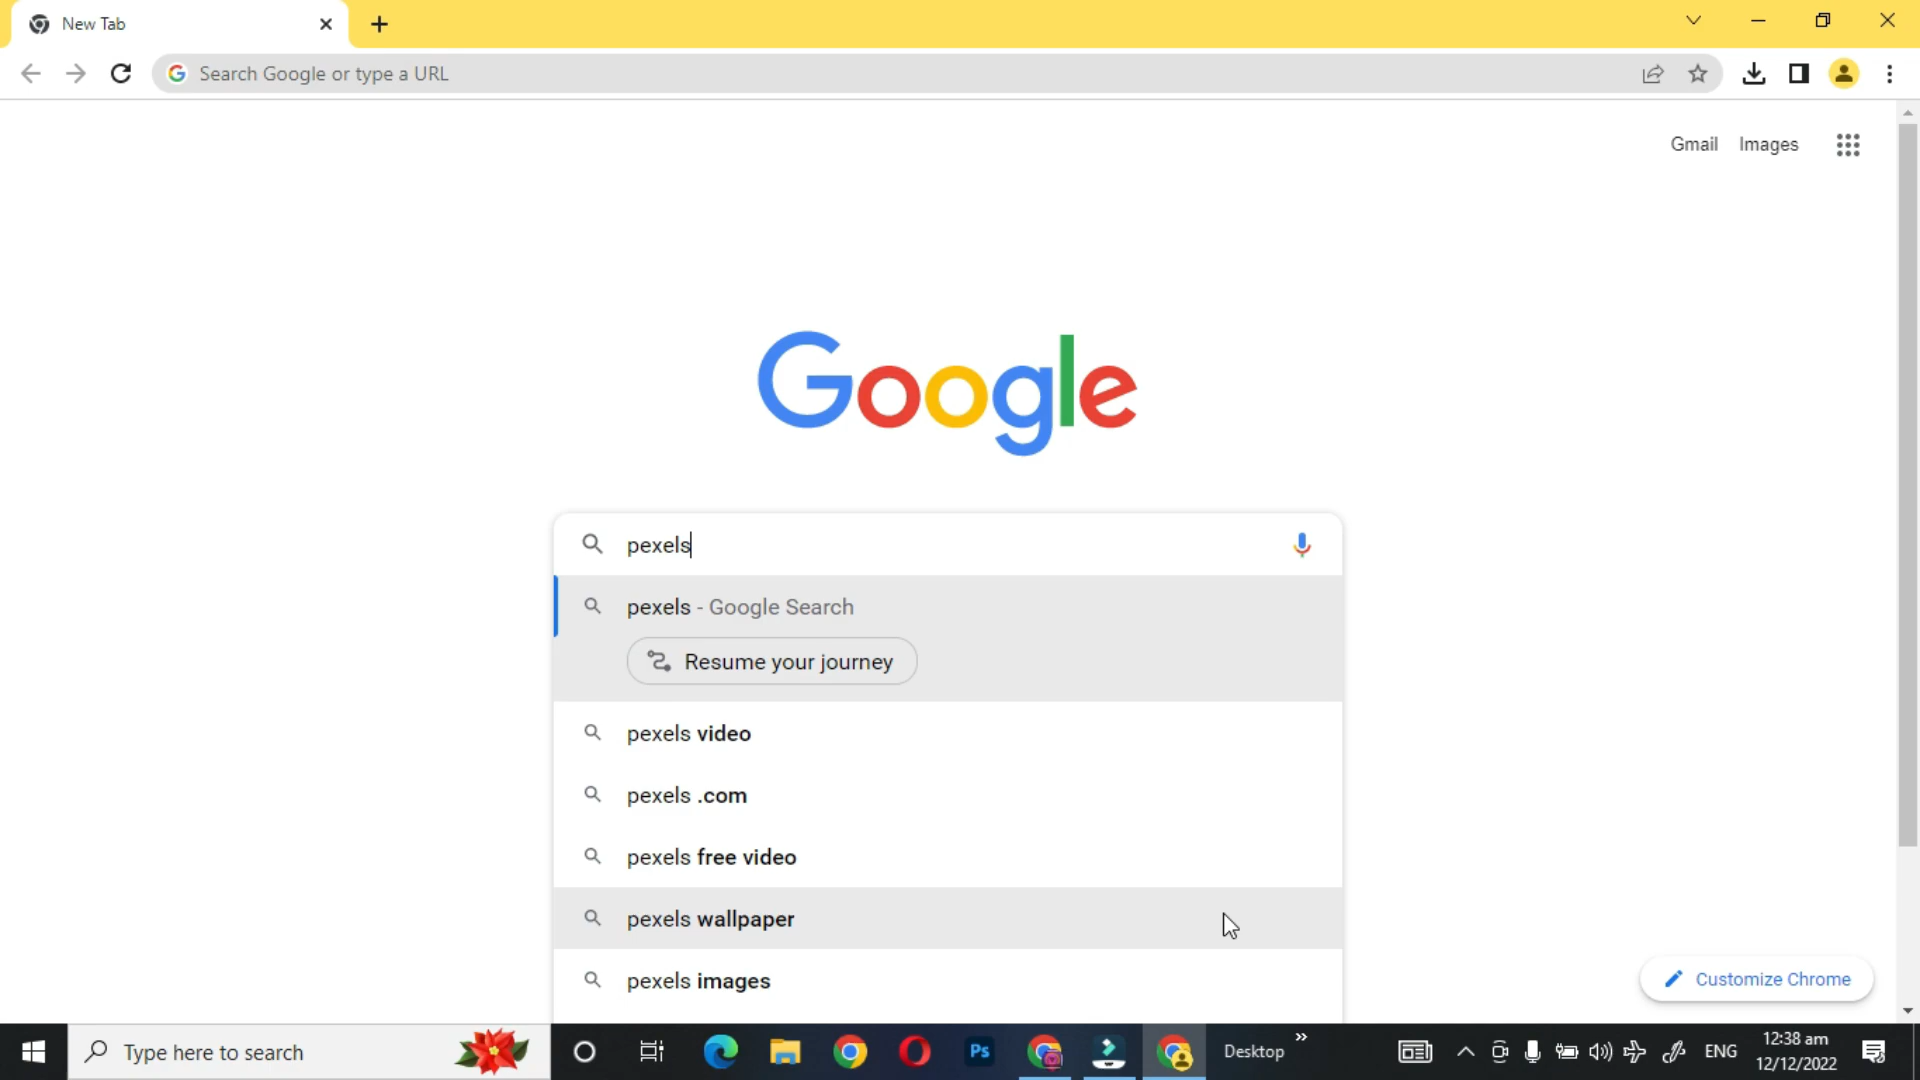 New Tab
Search Google or type a URL
Gmail Images
Google
pexels
pexels - Google Search
Resume your journey
pexels video
pexels .com
pexels free video
pexels wallpaper
pexels images
Customize Chrome
Type here to search
Ps
Desktop
ENG
12:38 am
12/12/2022